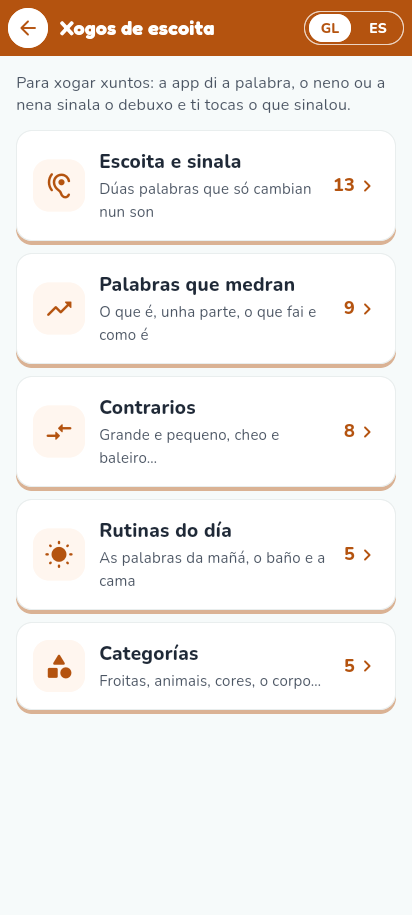 Xogos de escoita
GL
ES
Para xogar xuntos: a app di a palabra, o neno ou a
nena sinala o debuxo e ti tocas o que sinalou.
Escoita e sinala
Dúas palabras que só cambian
nun son
13
Palabras que medran
O que é, unha parte, o que fai e
como é
9
Contrarios
Grande e pequeno, cheo e
baleiro...
8
Rutinas do día
As palabras da mañá, o baño e a
cama
5
Categorías
Froitas, animais, cores, o corpo...
5